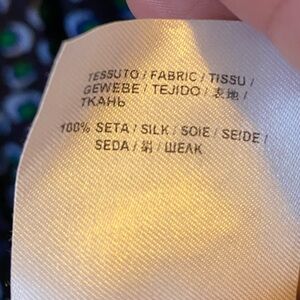 TESSUTO / FABRIC / TISSU /
GEWEBE / TEJIDO / 表地 /
ТКАНЬ
100% SETA / SILK / SOIE / SEIDE /
SEDA / 絹 / ШЕЛК